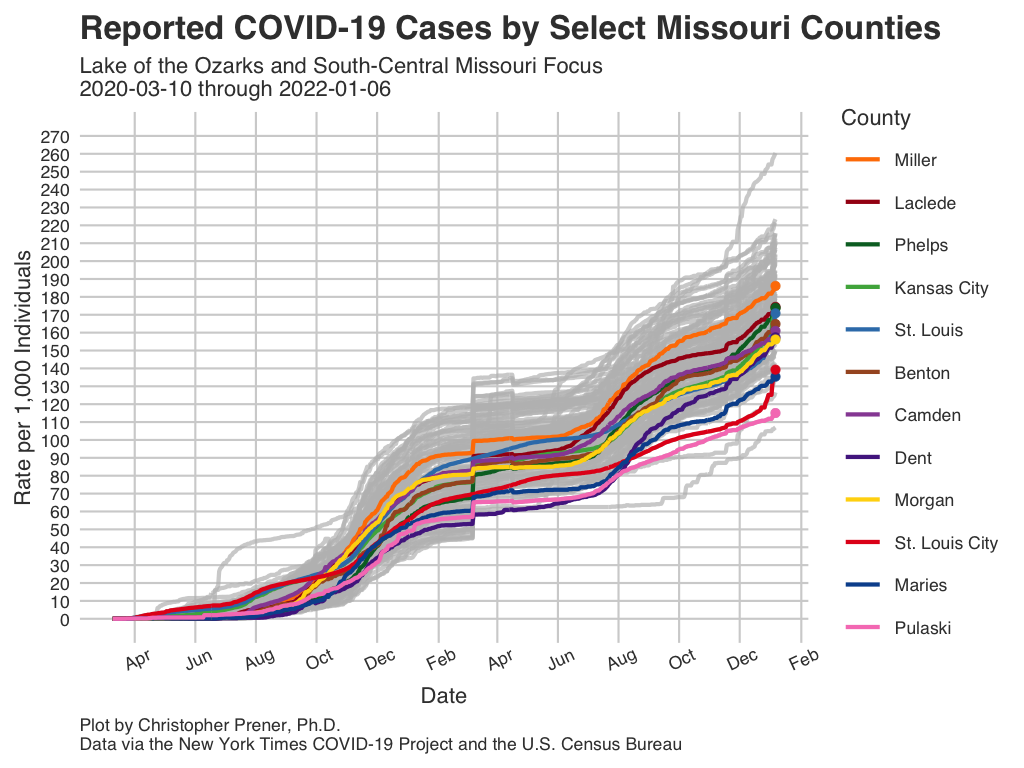 Reported COVID-19 Cases by Select Missouri Counties
Lake of the Ozarks and South-Central Missouri Focus
2020-03-10 through 2022-01-06
County
Miller
Laclede
Phelps
Kansas City
St. Louis
Benton
Camden
Dent
Morgan
St. Louis City
Maries
Pulaski
Rate per 1,000 Individuals
270
260
250
240
230
220
210
200
190
180
170
160
150
140
130
120
110
100
90
80
70
60
50
40
30
20
10
0
Apr Jun Aug Oct Dec Feb Apr Jun Aug Oct Dec Feb
Date
Plot by Christopher Prener, Ph.D.
Data via the New York Times COVID-19 Project and the U.S. Census Bureau